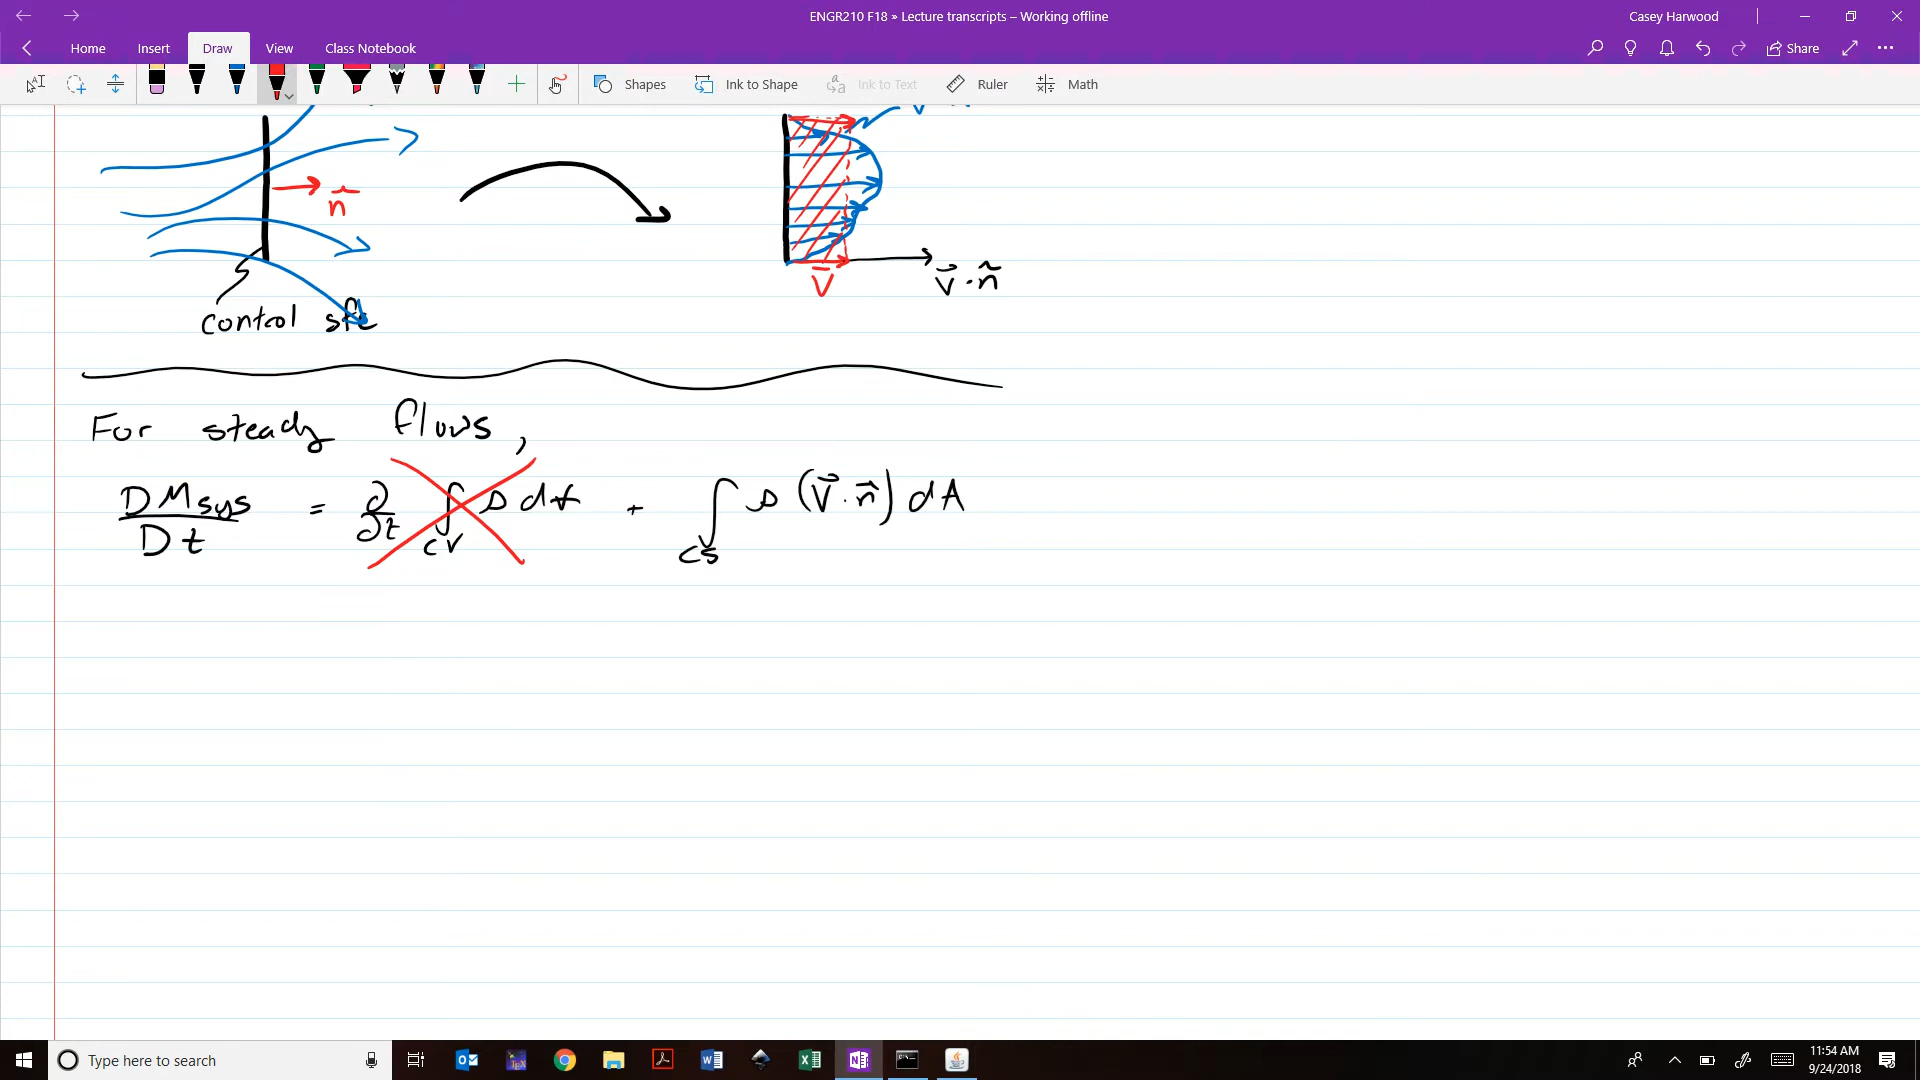 ENGR210 F18 » Lecture transcripts – Working offline
Casey Harwood
Home Insert Draw View Class Notebook
Share
Shapes Ink to Shape Ink to Text Ruler Math
n̂
V̄
V⃗ · n̂
control sfc
For steady flows,
DMsys/Dt = ∂/∂t ∫CV ρ dV + ∫CS ρ (V⃗ · n⃗) dA
Type here to search
11:54 AM
9/24/2018